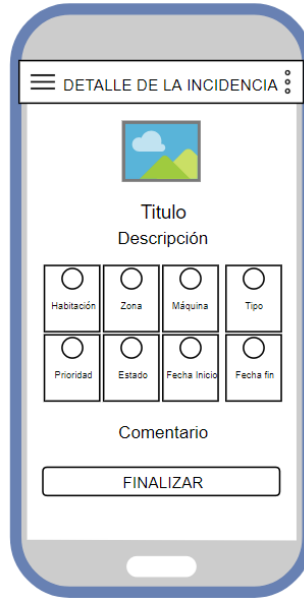 DETALLE DE LA INCIDENCIA
Titulo
Descripción
Habitación Zona Máquina Tipo
Prioridad Estado Fecha Inicio Fecha fin
Comentario
FINALIZAR